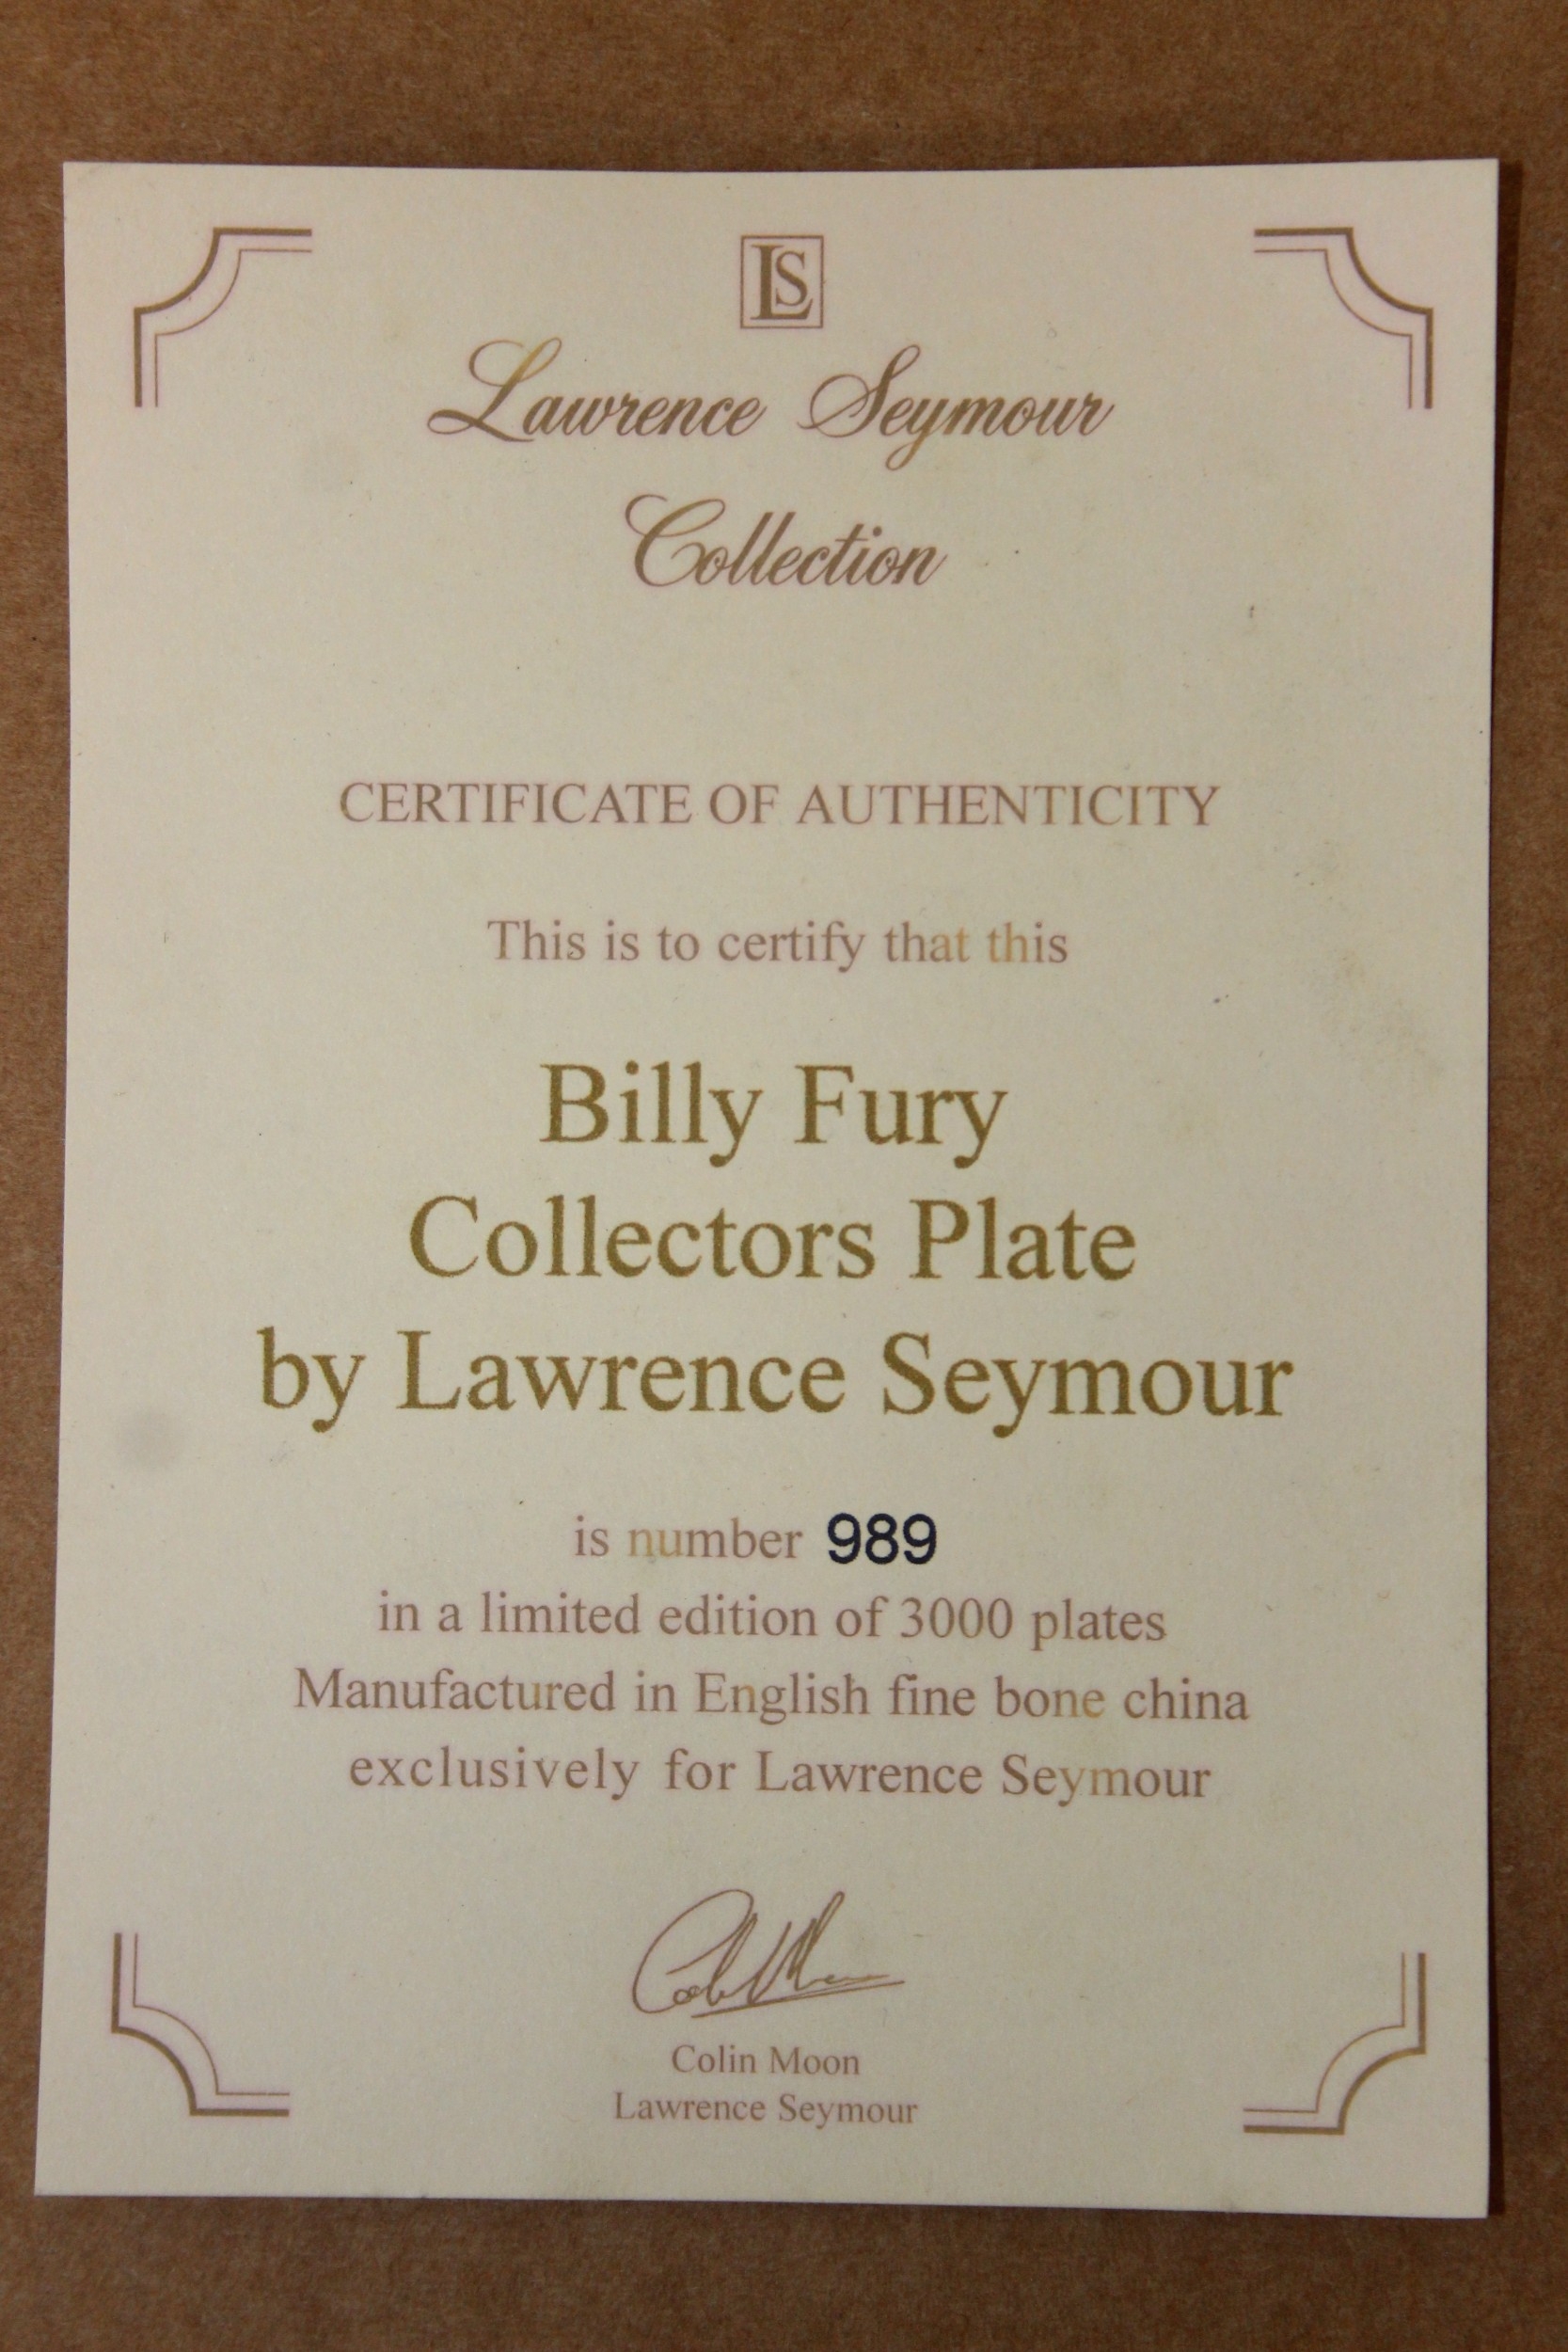 LS
Lawrence Seymour
Collection
CERTIFICATE OF AUTHENTICITY
This is to certify that this
Billy Fury
Collectors Plate
by Lawrence Seymour
is number 989
in a limited edition of 3000 plates
Manufactured in English fine bone china
exclusively for Lawrence Seymour
Colin Moon
Lawrence Seymour